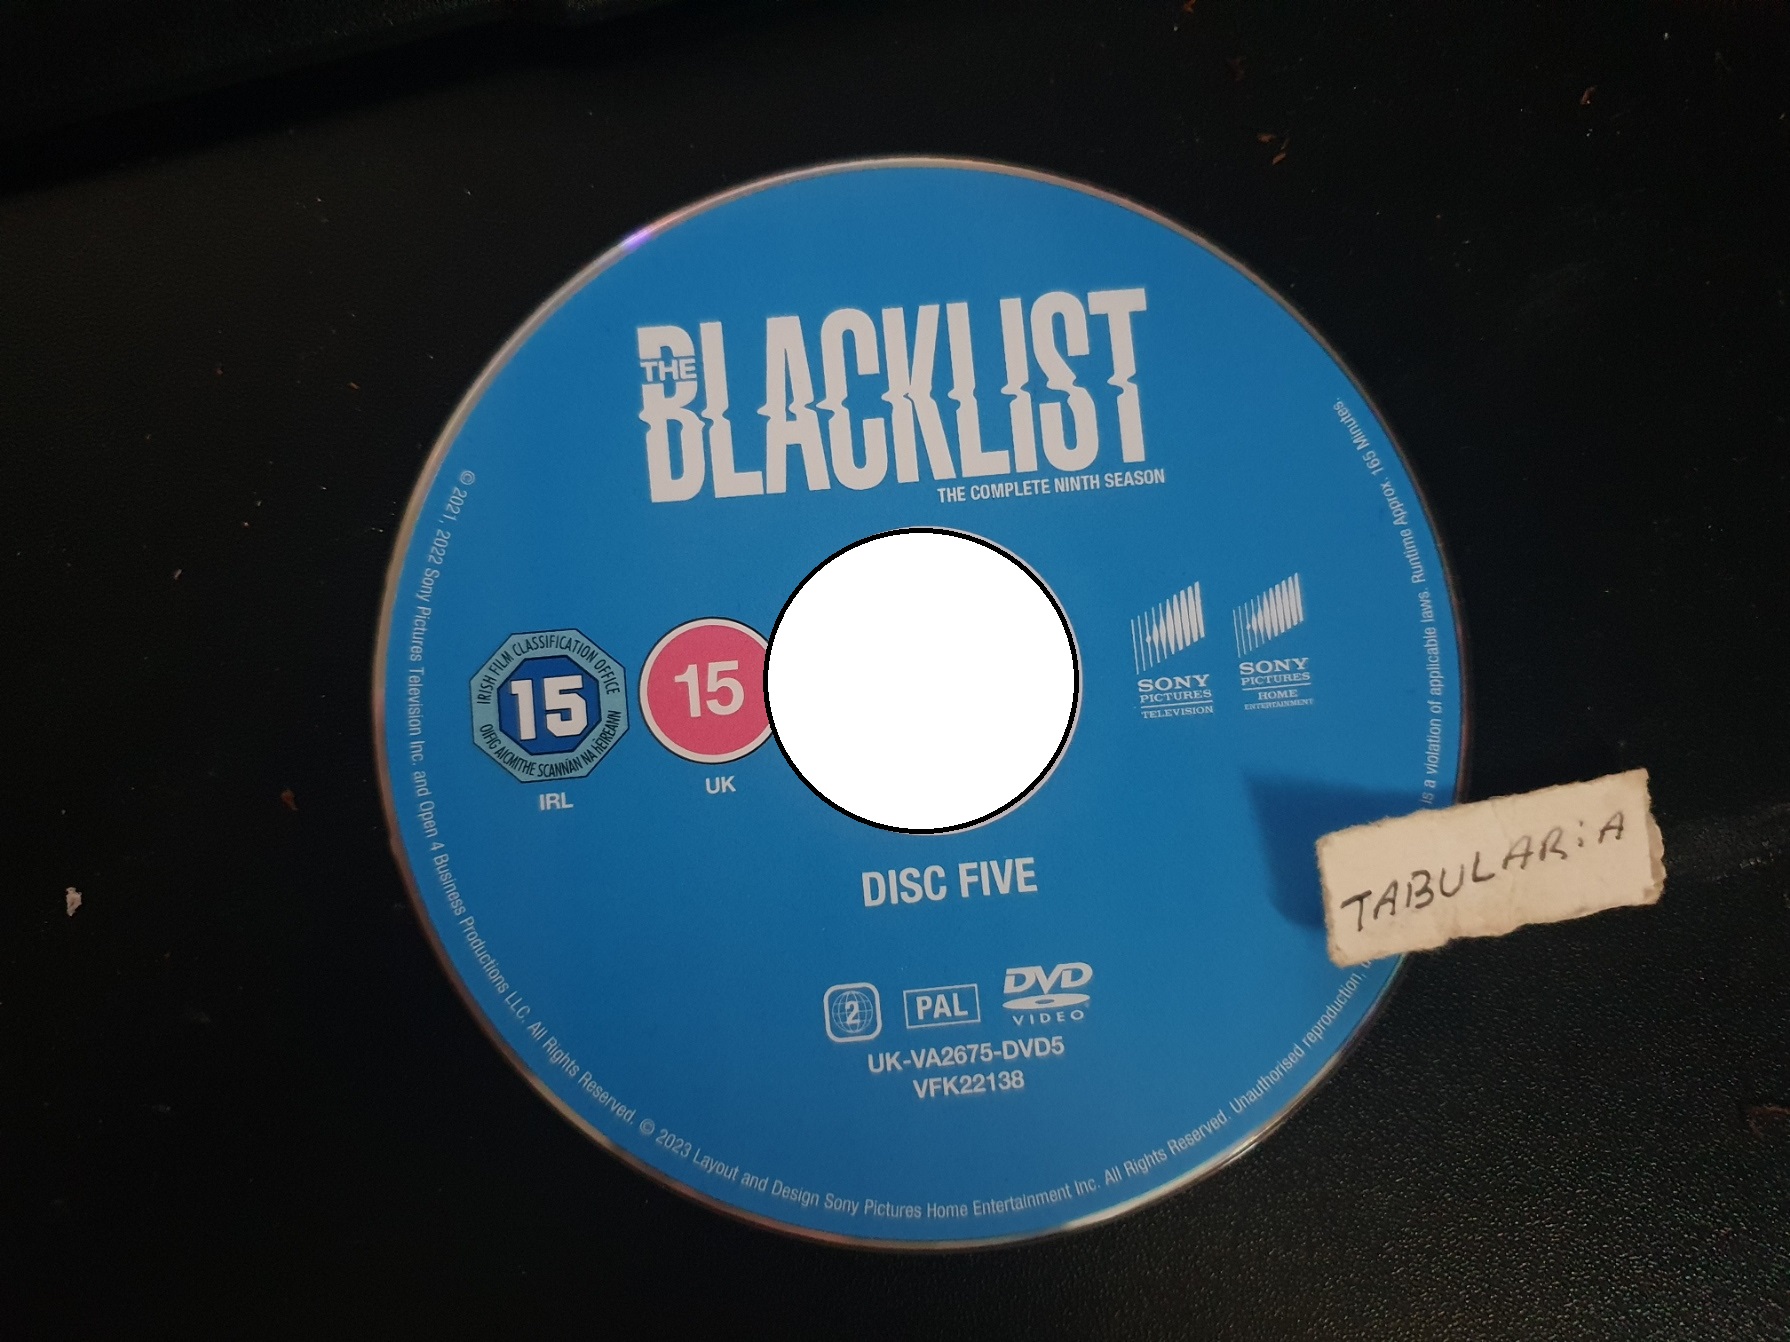 THE
BLACKLIST
THE COMPLETE NINTH SEASON
IRISH FILM CLASSIFICATION OFFICE
15
OIFIG AICMITHE SCANNÁN NA hÉIREANN
IRL
15
UK
SONY
PICTURES
TELEVISION
SONY
PICTURES
HOME
ENTERTAINMENT
DISC FIVE
2
PAL
DVD
VIDEO
UK-VA2675-DVD5
VFK22138
© 2021, 2022 Sony Pictures Television Inc. and Open 4 Business Productions LLC. All Rights Reserved. © 2023 Layout and Design Sony Pictures Home Entertainment Inc. All Rights Reserved. Unauthorised reproduction, is a violation of applicable laws. Runtime Approx. 165 Minutes.
TABULARiA